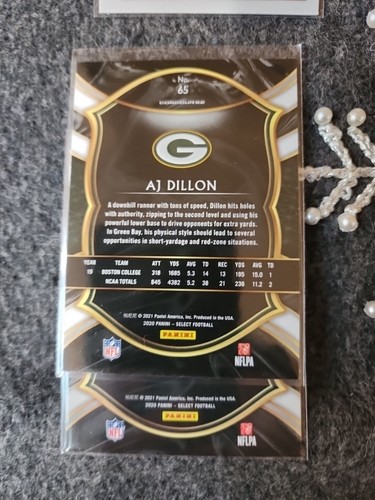 No.
65
CONCOURSE
G
AJ DILLON
A downhill runner with tons of speed, Dillon hits holes
with authority, zipping to the second level and using his
powerful lower base to drive opponents for extra yards.
In Green Bay, his physical style should lead to several
opportunities in short-yardage and red-zone situations.
YEAR TEAM ATT YDS AVG TD REC YDS AVG TD
19 BOSTON COLLEGE 318 1685 5.3 14 13 195 15.0 1
NCAA TOTALS 845 4382 5.2 38 21 236 11.2 2
© 2021 Panini America, Inc. Produced in the USA.
2020 PANINI – SELECT FOOTBALL
NFL PANINI NFLPA
© 2021 Panini America, Inc. Produced in the USA.
2020 PANINI – SELECT FOOTBALL
NFL PANINI NFLPA